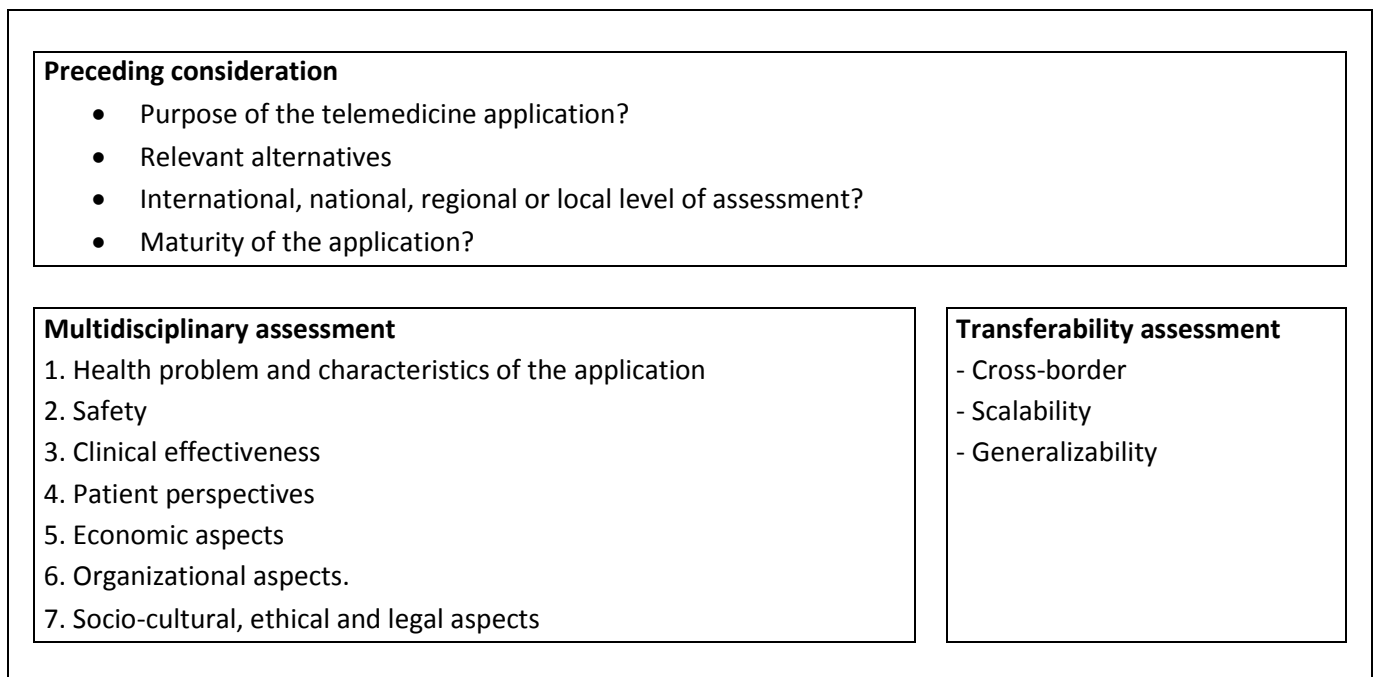 Preceding consideration
• Purpose of the telemedicine application?
• Relevant alternatives
• International, national, regional or local level of assessment?
• Maturity of the application?
Multidisciplinary assessment
1. Health problem and characteristics of the application
2. Safety
3. Clinical effectiveness
4. Patient perspectives
5. Economic aspects
6. Organizational aspects.
7. Socio-cultural, ethical and legal aspects
Transferability assessment
- Cross-border
- Scalability
- Generalizability